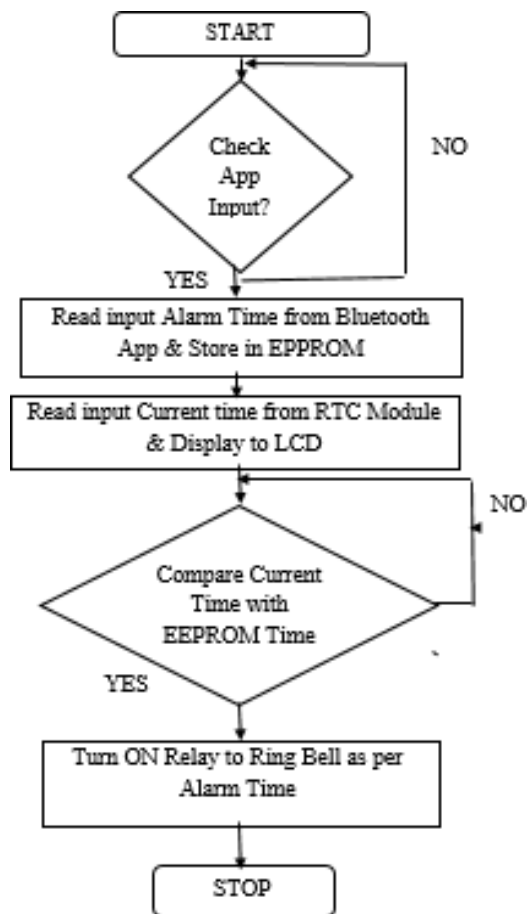 START
Check
App
Input?
NO
YES
Read input Alarm Time from Bluetooth
App & Store in EPPROM
Read input Current time from RTC Module
& Display to LCD
NO
Compare Current
Time with
EEPROM Time
YES
Turn ON Relay to Ring Bell as per
Alarm Time
STOP